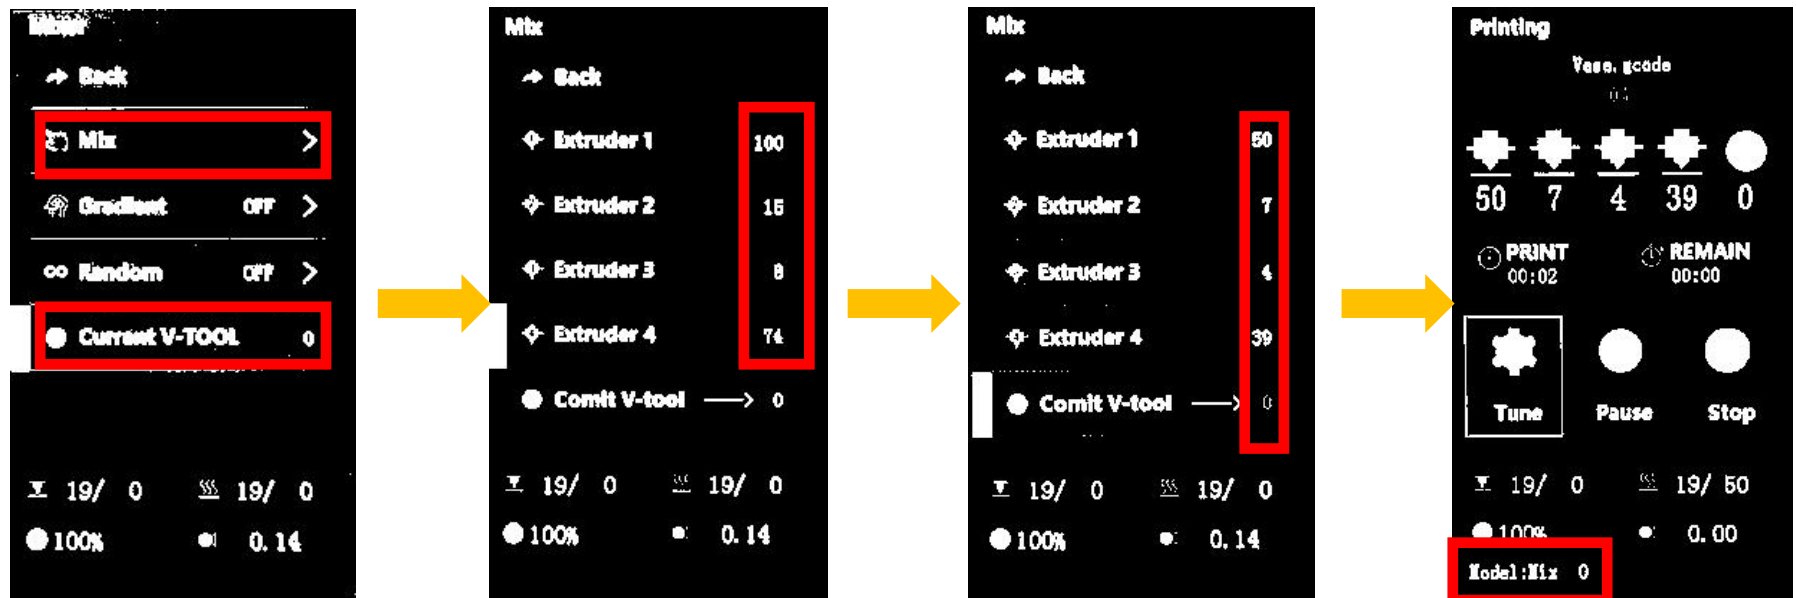 Mixer
Back
Mix
Gradient OFF
Random OFF
Current V-TOOL 0
19/ 0 19/ 0
100% 0.14
Mix
Back
Extruder 1 100
Extruder 2 15
Extruder 3 8
Extruder 4 74
Comit V-tool 0
19/ 0 19/ 0
100% 0.14
Mix
Back
Extruder 1 50
Extruder 2 7
Extruder 3 4
Extruder 4 39
Comit V-tool 0
19/ 0 19/ 0
100% 0.14
Printing
Vase.gcode
50 7 4 39 0
PRINT REMAIN
00:02 00:00
Tune Pause Stop
19/ 0 19/ 50
100% 0.00
Model:Mix 0